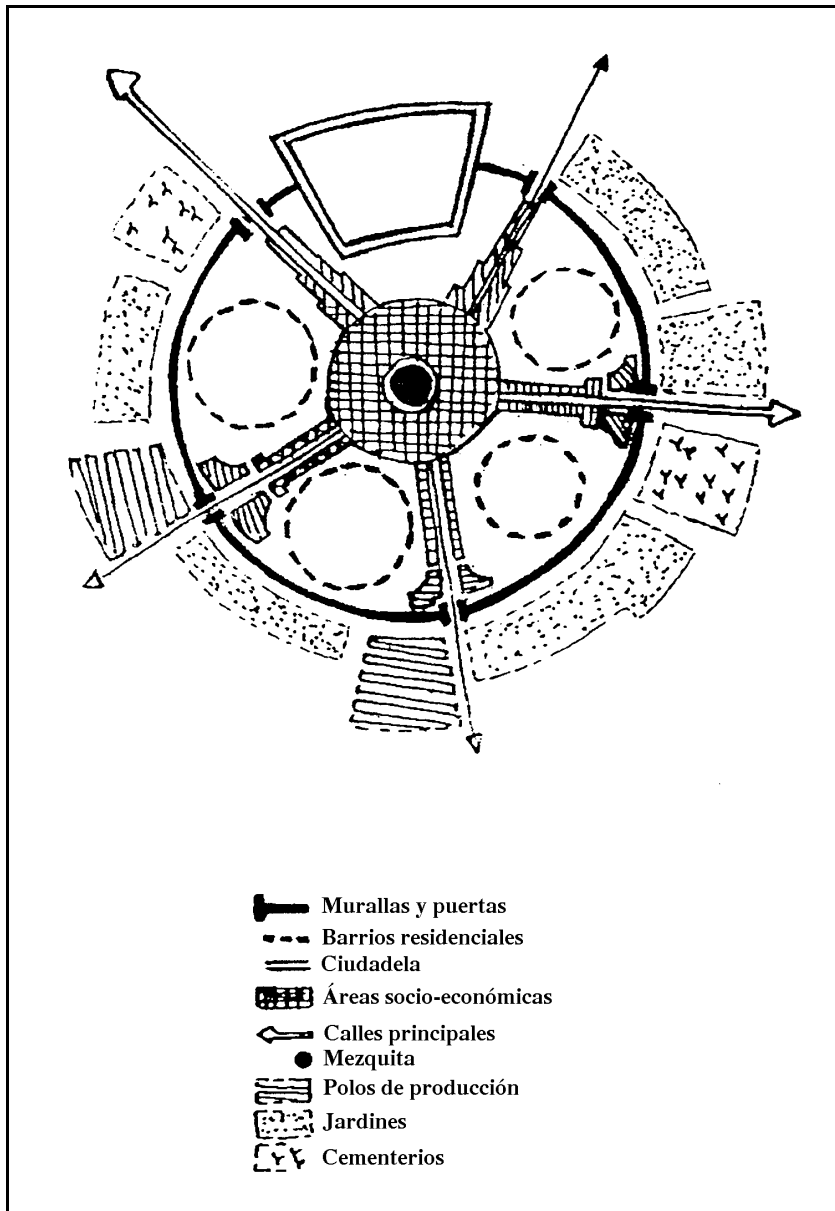 Murallas y puertas
Barrios residenciales
Ciudadela
Áreas socio-económicas
Calles principales
Mezquita
Polos de producción
Jardines
Cementerios